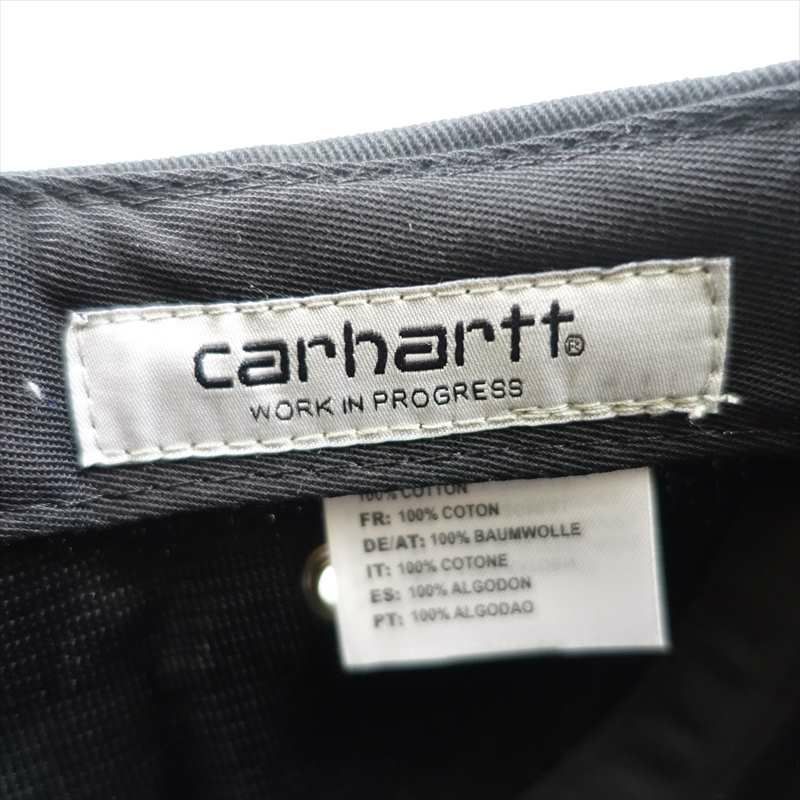 carhartt®
WORK IN PROGRESS
100% COTTON
FR: 100% COTON
DE/AT: 100% BAUMWOLLE
IT: 100% COTONE
ES: 100% ALGODON
PT: 100% ALGODAO